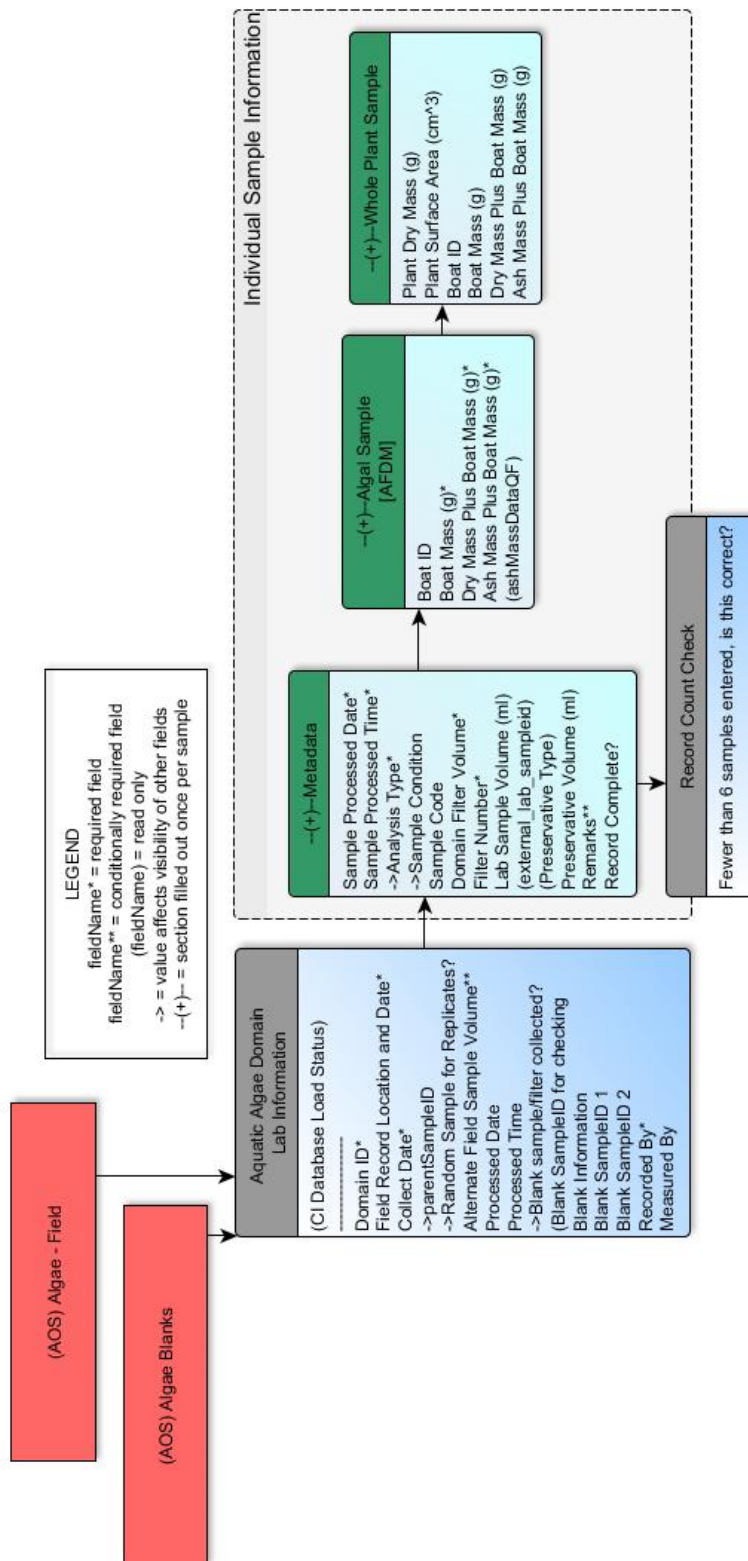 (AOS) Algae - Field
(AOS) Algae Blanks
LEGEND
fieldName* = required field
fieldName** = conditionally required field
(fieldName) = read only
-> = value affects visibility of other fields
--(+)-- = section filled out once per sample
Aquatic Algae Domain
Lab Information
(CI Database Load Status)
--------------------
Domain ID*
Field Record Location and Date*
Collect Date*
->parentSampleID
->Random Sample for Replicates?
Alternate Field Sample Volume**
Processed Date
Processed Time
->Blank sample/filter collected?
(Blank SampleID for checking
Blank Information
Blank SampleID 1
Blank SampleID 2
Recorded By*
Measured By
Individual Sample Information
--(+)--Metadata
Sample Processed Date*
Sample Processed Time*
->Analysis Type*
->Sample Condition
Sample Code
Domain Filter Volume*
Filter Number*
Lab Sample Volume (ml)
(external_lab_sampleid)
(Preservative Type)
Preservative Volume (ml)
Remarks**
Record Complete?
--(+)--Algal Sample
[AFDM]
Boat ID
Boat Mass (g)*
Dry Mass Plus Boat Mass (g)*
Ash Mass Plus Boat Mass (g)*
(ashMassDataQF)
--(+)--Whole Plant Sample
Plant Dry Mass (g)
Plant Surface Area (cm^3)
Boat ID
Boat Mass (g)
Dry Mass Plus Boat Mass (g)
Ash Mass Plus Boat Mass (g)
Record Count Check
Fewer than 6 samples entered, is this correct?